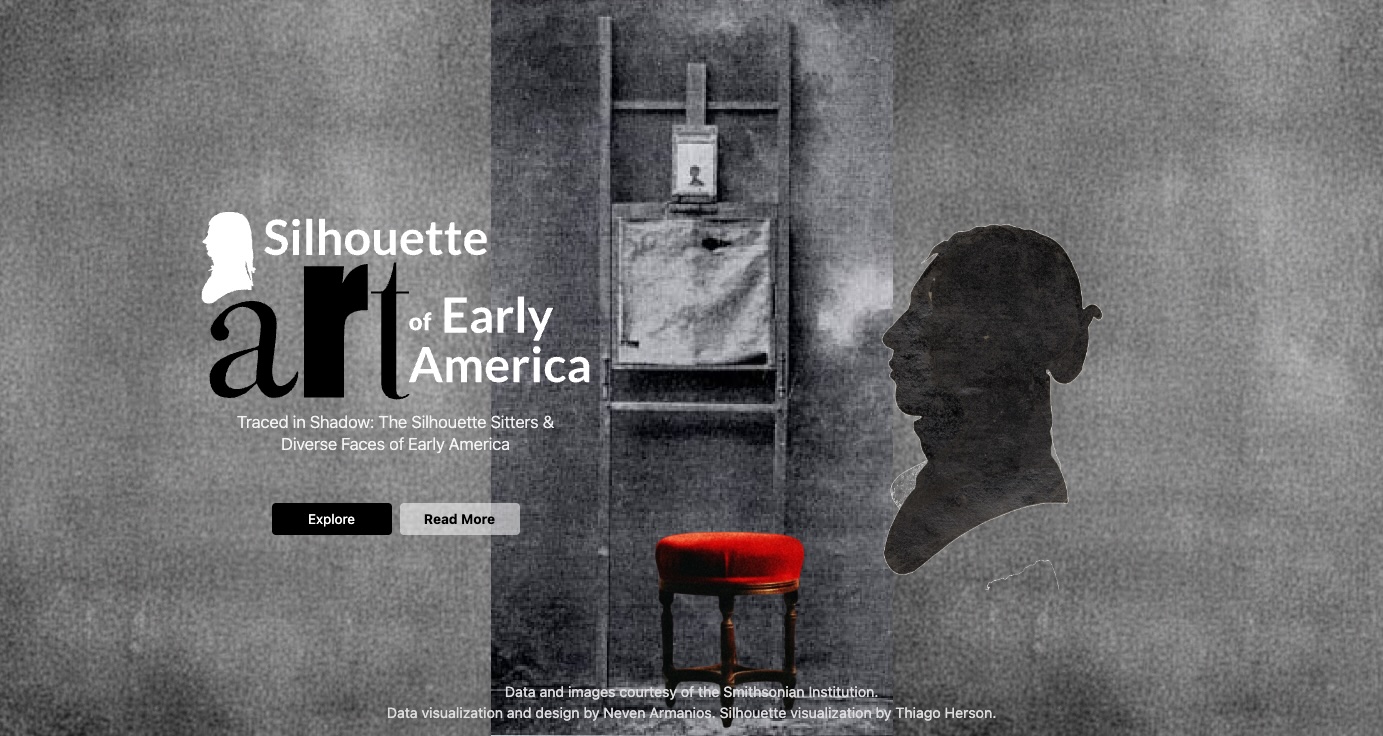 Silhouette
art of Early
America
Traced in Shadow: The Silhouette Sitters &
Diverse Faces of Early America
Explore
Read More
Data and images courtesy of the Smithsonian Institution.
Data visualization and design by Neven Armanios. Silhouette visualization by Thiago Herson.